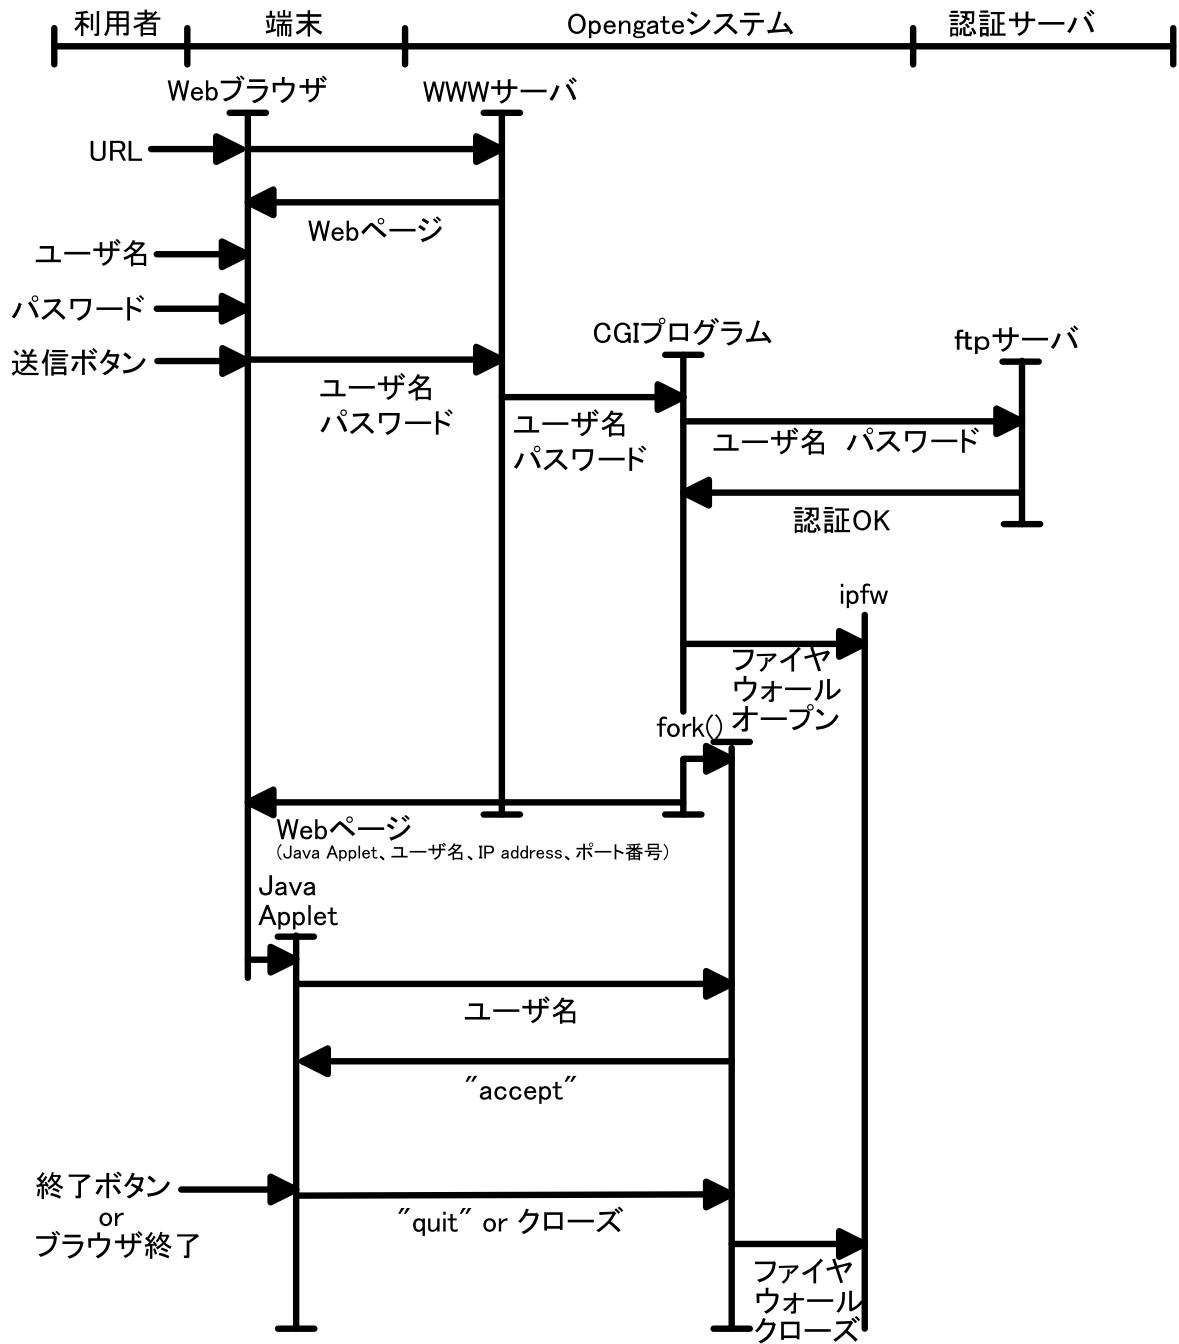 利用者
端末
Opengateシステム
認証サーバ
Webブラウザ
WWWサーバ
URL
Webページ
ユーザ名
パスワード
送信ボタン
ユーザ名
パスワード
CGIプログラム
ftpサーバ
ユーザ名
パスワード
ユーザ名 パスワード
認証OK
ipfw
ファイヤ
ウォール
オープン
fork()
Webページ
(Java Applet、ユーザ名、IP address、ポート番号)
Java
Applet
ユーザ名
"accept"
終了ボタン
or
ブラウザ終了
"quit" or クローズ
ファイヤ
ウォール
クローズ